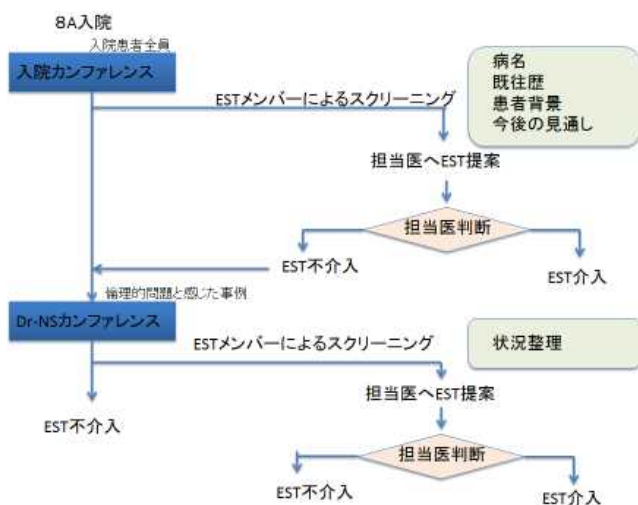 8A入院
入院患者全員
入院カンファレンス
ESTメンバーによるスクリーニング
病名
既往歴
患者背景
今後の見通し
担当医へEST提案
担当医判断
EST不介入
EST介入
倫理的問題と感じた事例
Dr-NSカンファレンス
ESTメンバーによるスクリーニング
状況整理
担当医へEST提案
EST不介入
担当医判断
EST不介入
EST介入